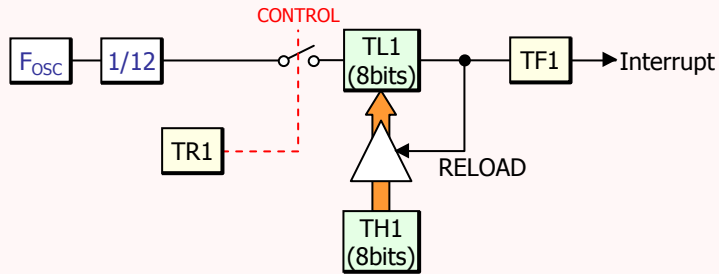 CONTROL
FOSC
1/12
TL1
(8bits)
TF1
Interrupt
TR1
RELOAD
TH1
(8bits)